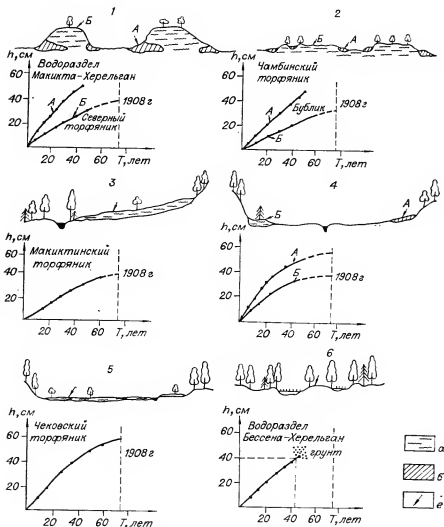 1
Б
А
h, см
60
40
20
Водораздел
Макикта-Херельган
А
Б
Северный
торфяник
1908 г
20 40 60 T, лет
2
Б
А
h, см
60
40
20
Чамбинский
торфяник
А
Бублик
Б
1908 г
20 40 60 T, лет
3
h, см
60
40
20
Макиктинский
торфяник
1908 г
20 40 60 T, лет
4
Б
А
h, см
60
40
20
А
Б
1908 г
20 40 60 T, лет
5
h, см
60
40
20
Чековский
торфяник
1908 г
20 40 60 T, лет
6
h, см
60
40
20
Водораздел
Бессена-Херельган
грунт
20 40 60 T, лет
а
б